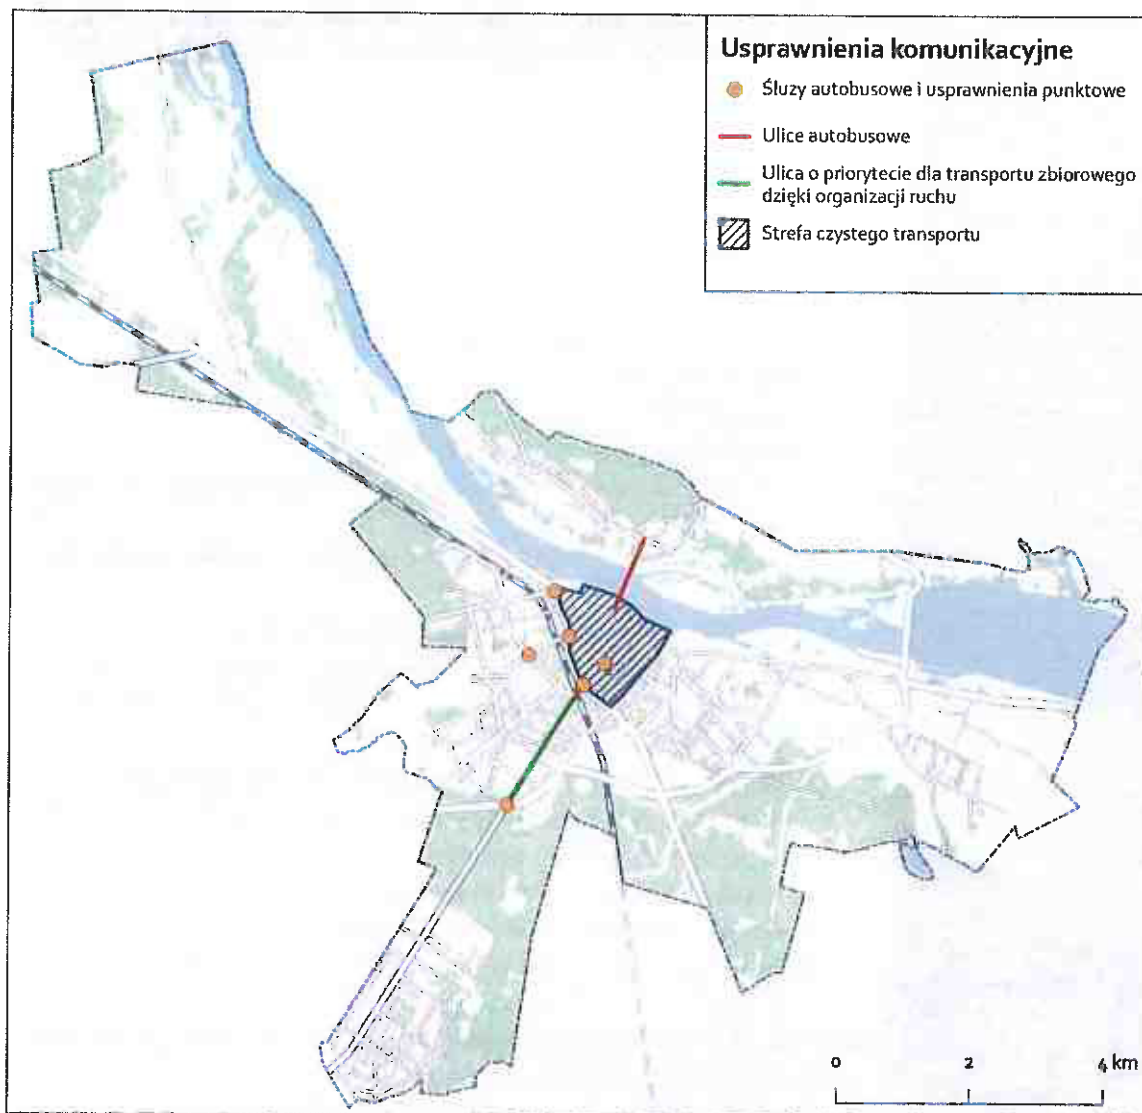 Usprawnienia komunikacyjne
Śluzy autobusowe i usprawnienia punktowe
Ulice autobusowe
Ulica o priorytecie dla transportu zbiorowego
dzięki organizacji ruchu
Strefa czystego transportu
0 2 4 km